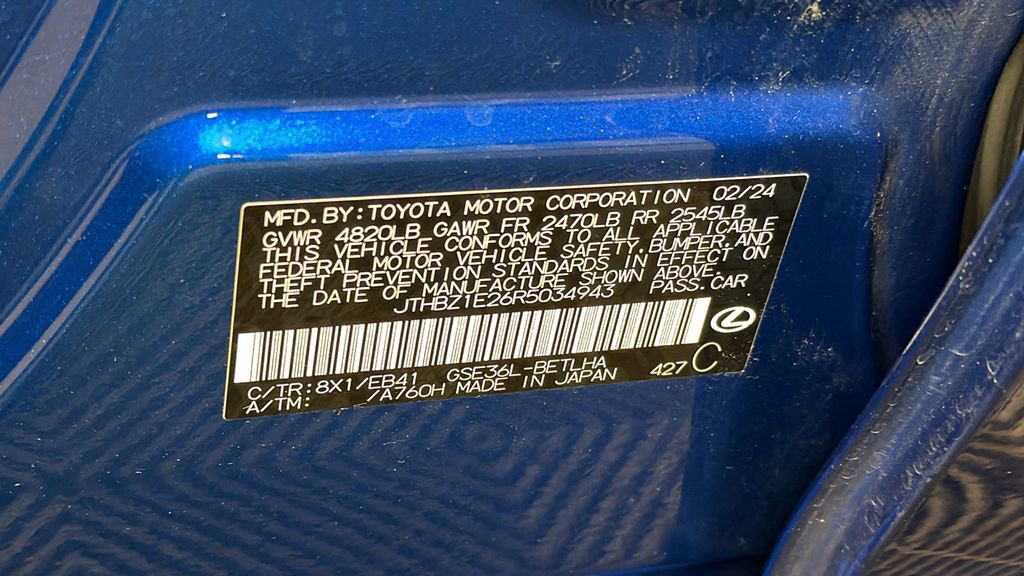 MFD. BY: TOYOTA MOTOR CORPORATION 02/24
GVWR 4820LB GAWR FR 2470LB RR 2545LB
THIS VEHICLE CONFORMS TO ALL APPLICABLE
FEDERAL MOTOR VEHICLE SAFETY, BUMPER, AND
THEFT PREVENTION STANDARDS IN EFFECT ON
THE DATE OF MANUFACTURE SHOWN ABOVE.
JTHBZ1E26R5034943 PASS. CAR
C/TR: 8X1/EB41 GSE36L-BETLHA 427 C
A/TM: /A760H MADE IN JAPAN